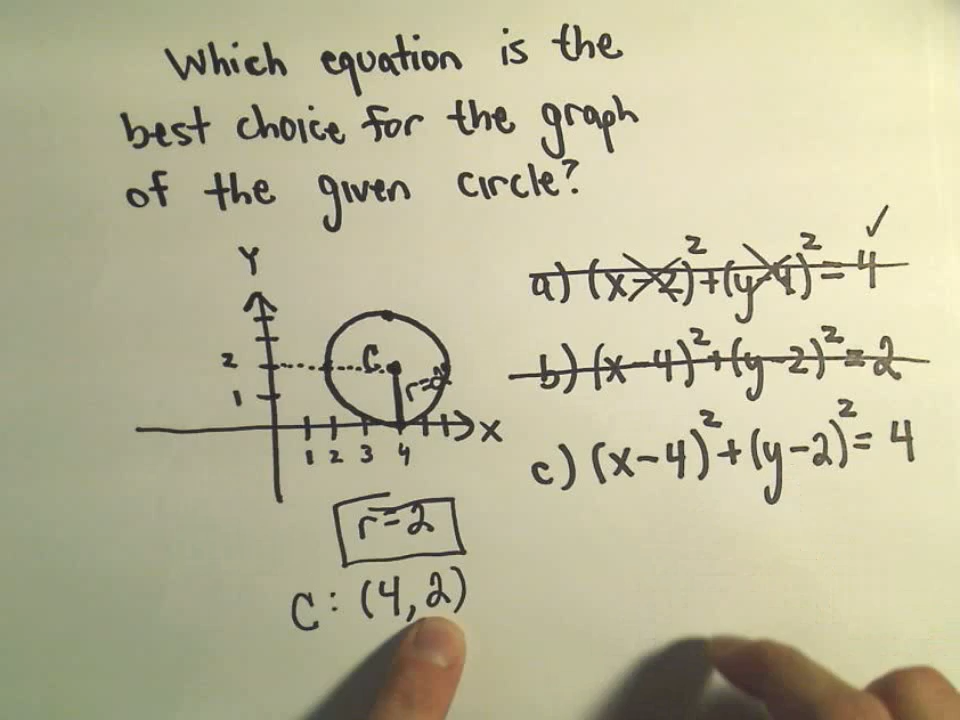 Which equation is the
best choice for the graph
of the given circle?
Y
✓
a) (x-2)²+(y-4)²=4
b) (x-4)²+(y-2)²=2
c) (x-4)²+(y-2)²=4
2
C
r=2
1
X
1 2 3 4
r=2
C: (4,2)